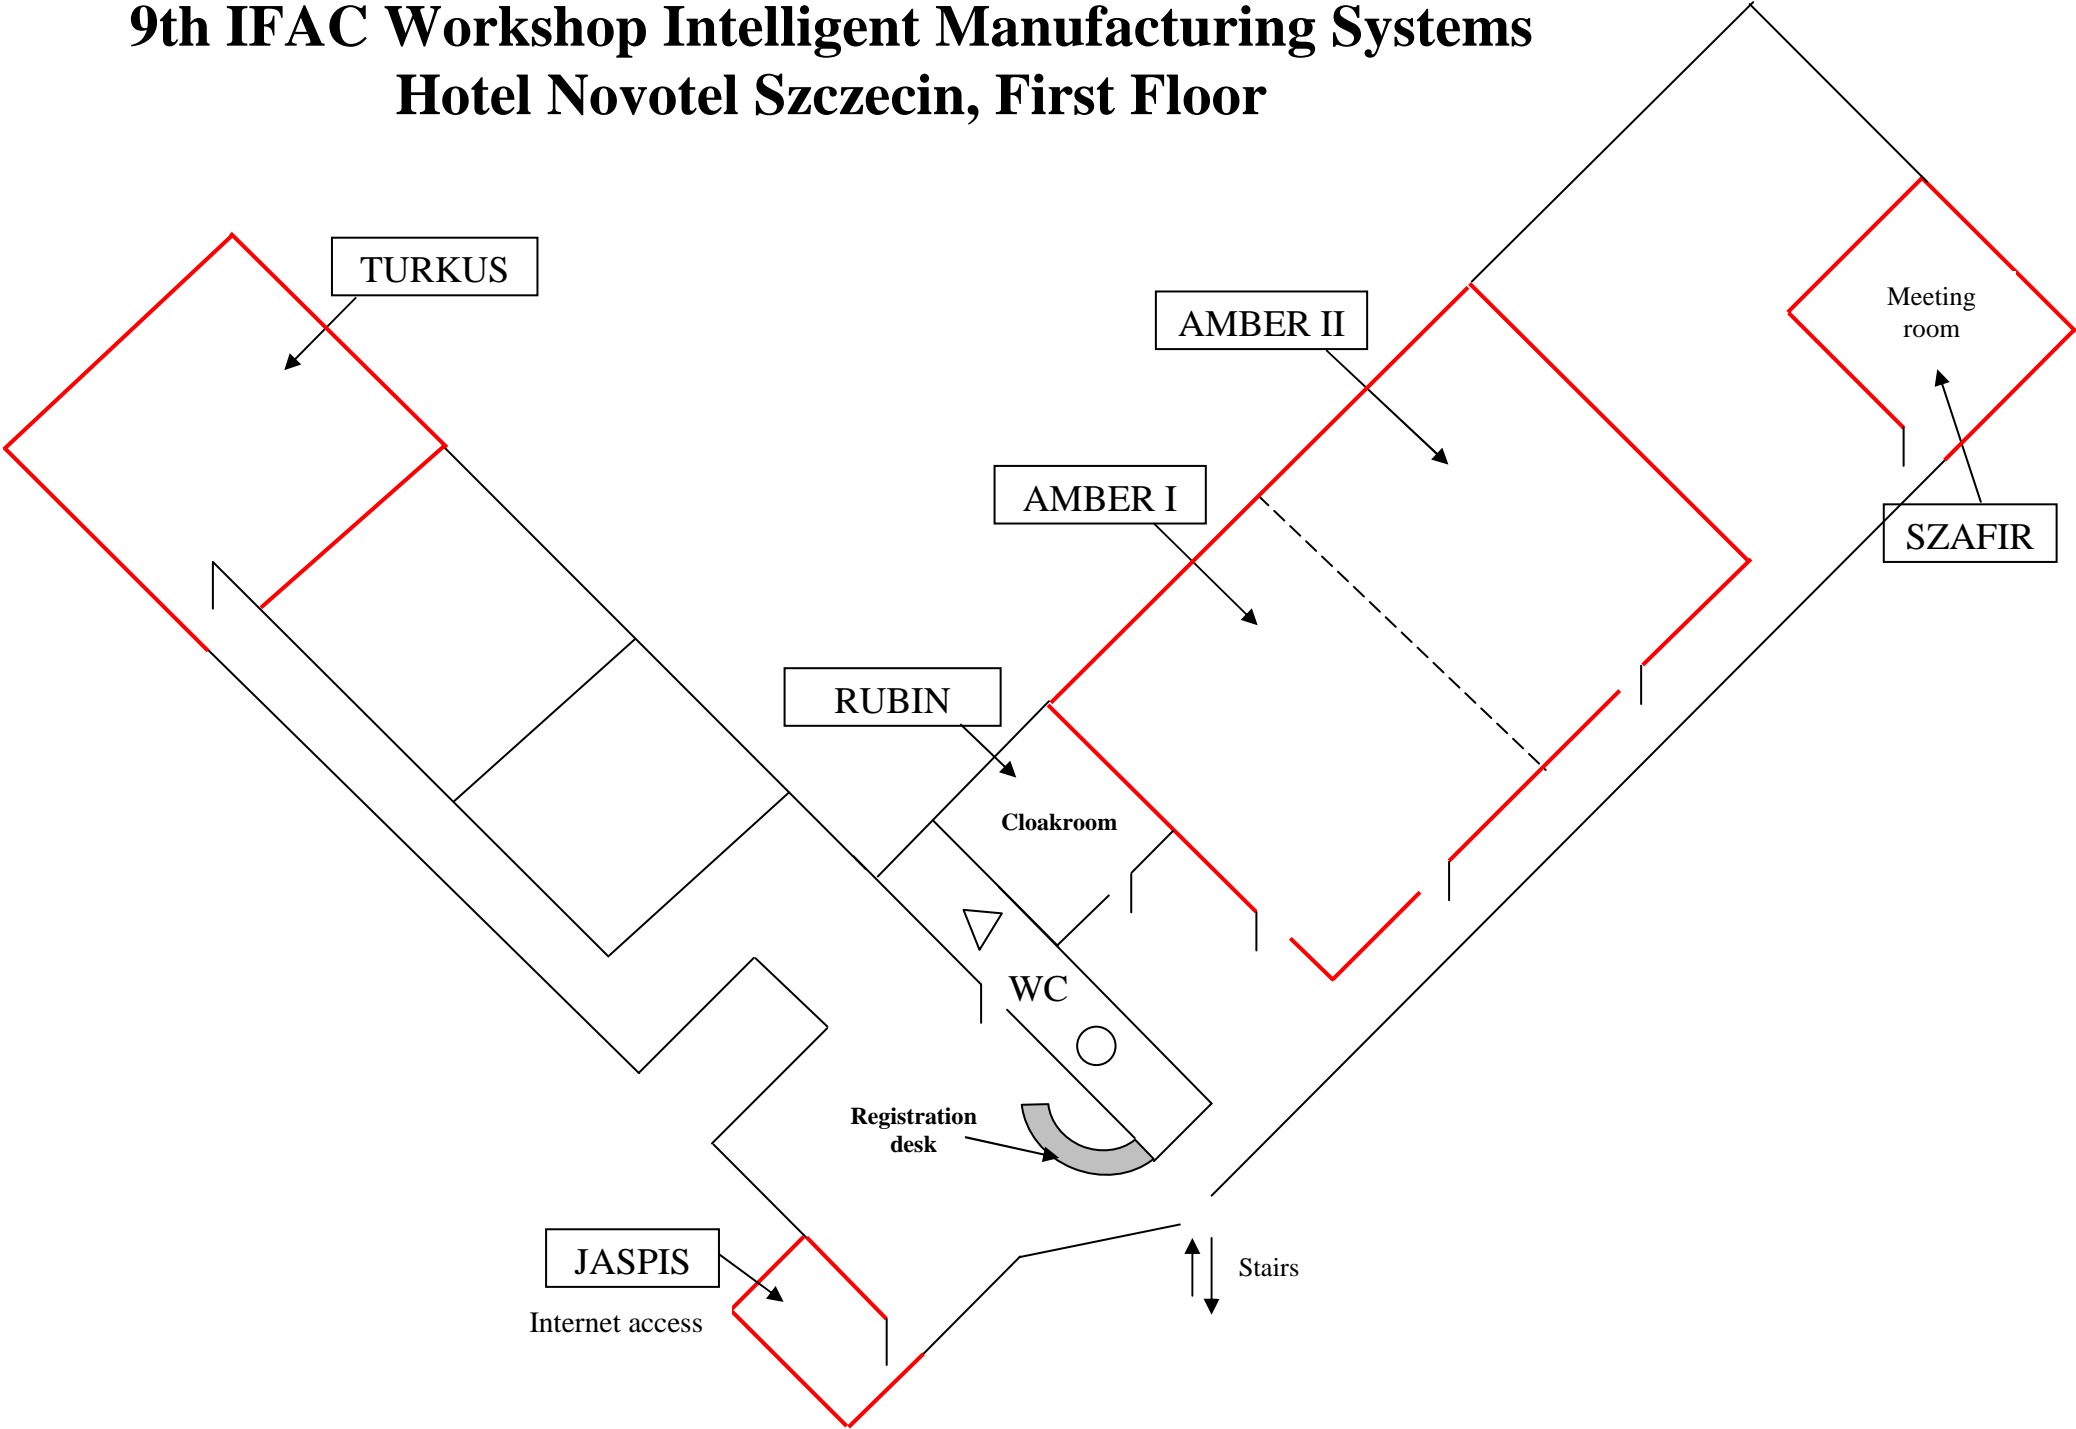 9th IFAC Workshop Intelligent Manufacturing Systems
Hotel Novotel Szczecin, First Floor
TURKUS
AMBER II
Meeting
room
AMBER I
SZAFIR
RUBIN
Cloakroom
WC
Registration
desk
JASPIS
Internet access
Stairs